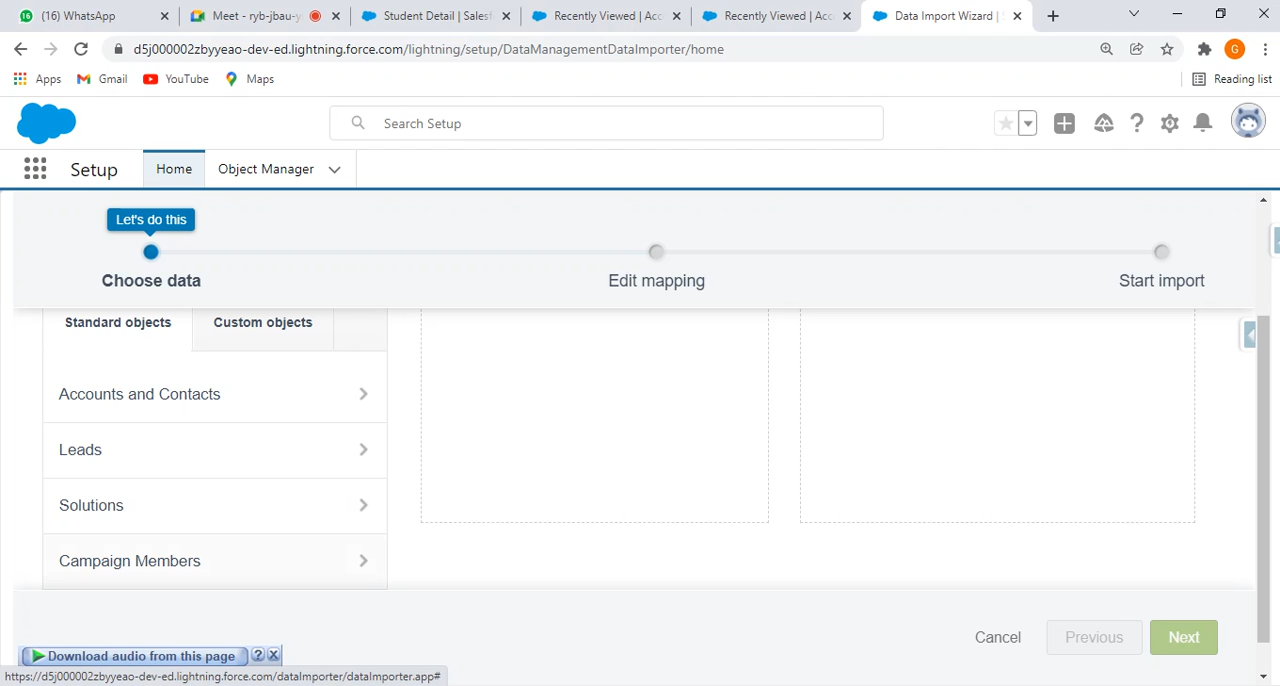 (16) WhatsApp
Meet - ryb-jbau-y
Student Detail | Salesf
Recently Viewed | Acc
Recently Viewed | Acc
Data Import Wizard |
d5j000002zbyyeao-dev-ed.lightning.force.com/lightning/setup/DataManagementDataImporter/home
G
Apps
Gmail
YouTube
Maps
Reading list
Search Setup
Setup
Home
Object Manager
Let's do this
Choose data
Edit mapping
Start import
Standard objects
Custom objects
Accounts and Contacts
Leads
Solutions
Campaign Members
Cancel
Previous
Next
Download audio from this page
https://d5j000002zbyyeao-dev-ed.lightning.force.com/dataImporter/dataImporter.app#